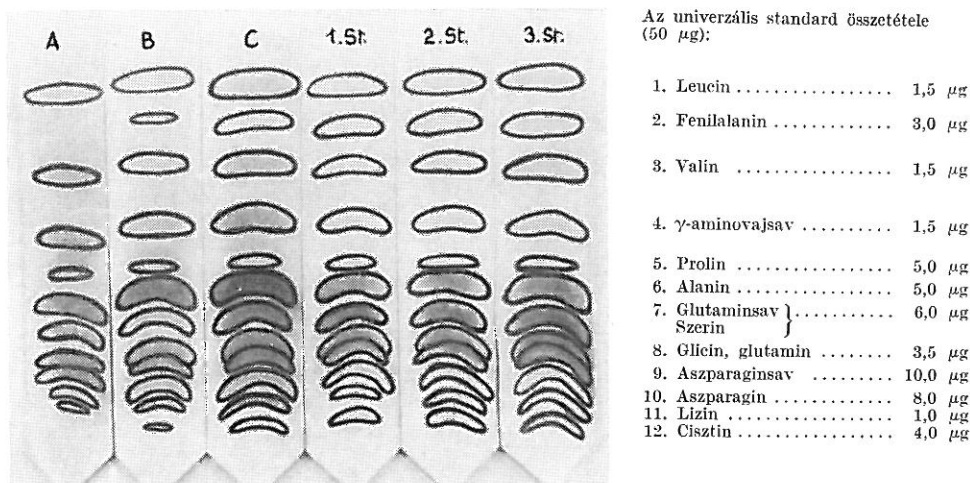 A B C 1.St. 2.St. 3.St.
Az univerzális standard összetétele
(50 μg):
1. Leucin .................. 1,5 μg
2. Fenilalanin ............. 3,0 μg
3. Valin .................. 1,5 μg
4. γ-aminovajsav .......... 1,5 μg
5. Prolin .................. 5,0 μg
6. Alanin .................. 5,0 μg
7. Glutaminsav } ........... 6,0 μg
Szerin
8. Glicin, glutamin ........ 3,5 μg
9. Aszparaginsav ......... 10,0 μg
10. Aszparagin ............. 8,0 μg
11. Lizin .................. 1,0 μg
12. Cisztin ................. 4,0 μg